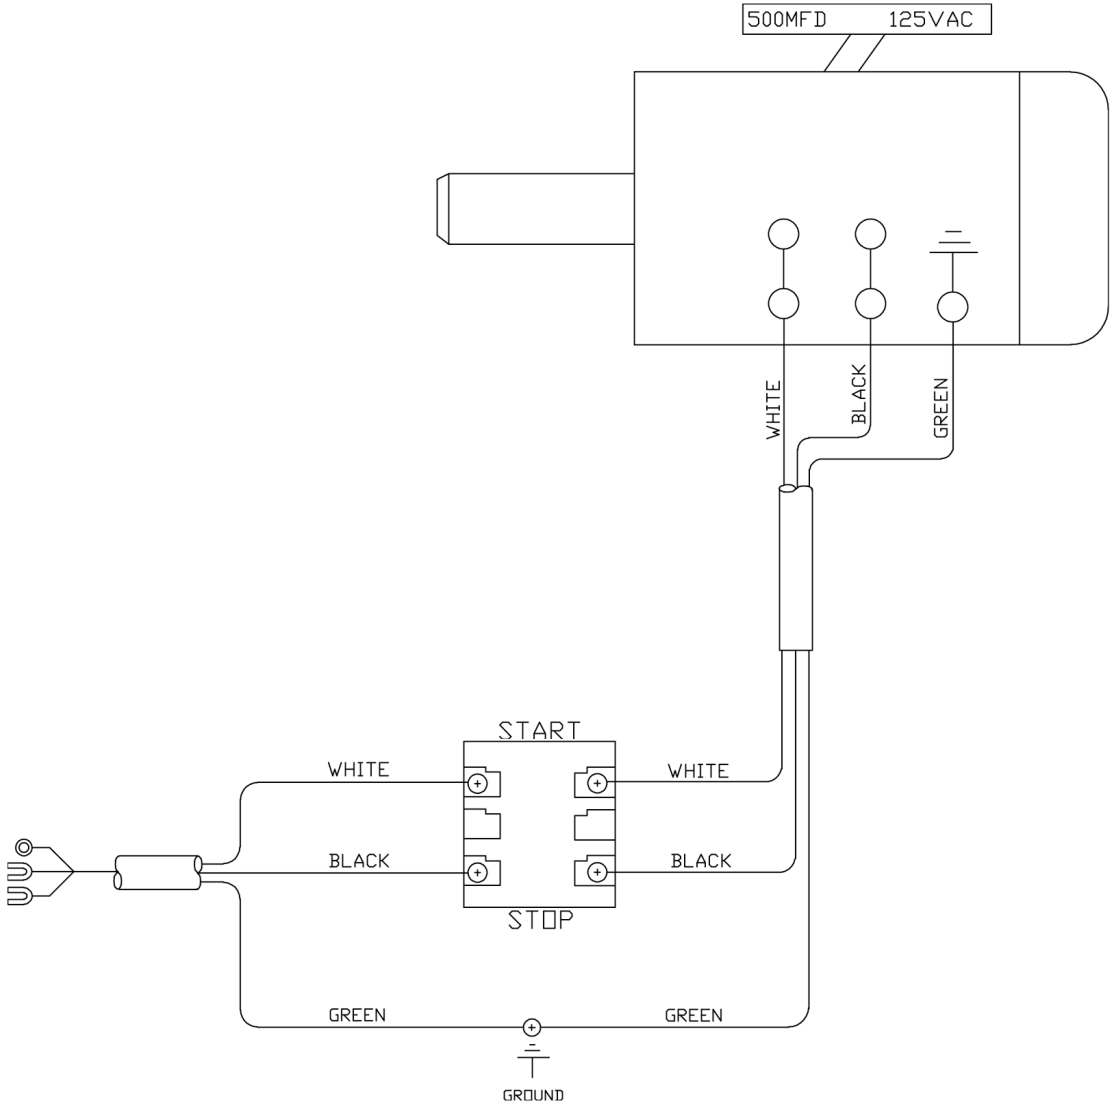 500MFD 125VAC
WHITE
BLACK
GREEN
START
WHITE
WHITE
BLACK
BLACK
STOP
GREEN
GREEN
GROUND